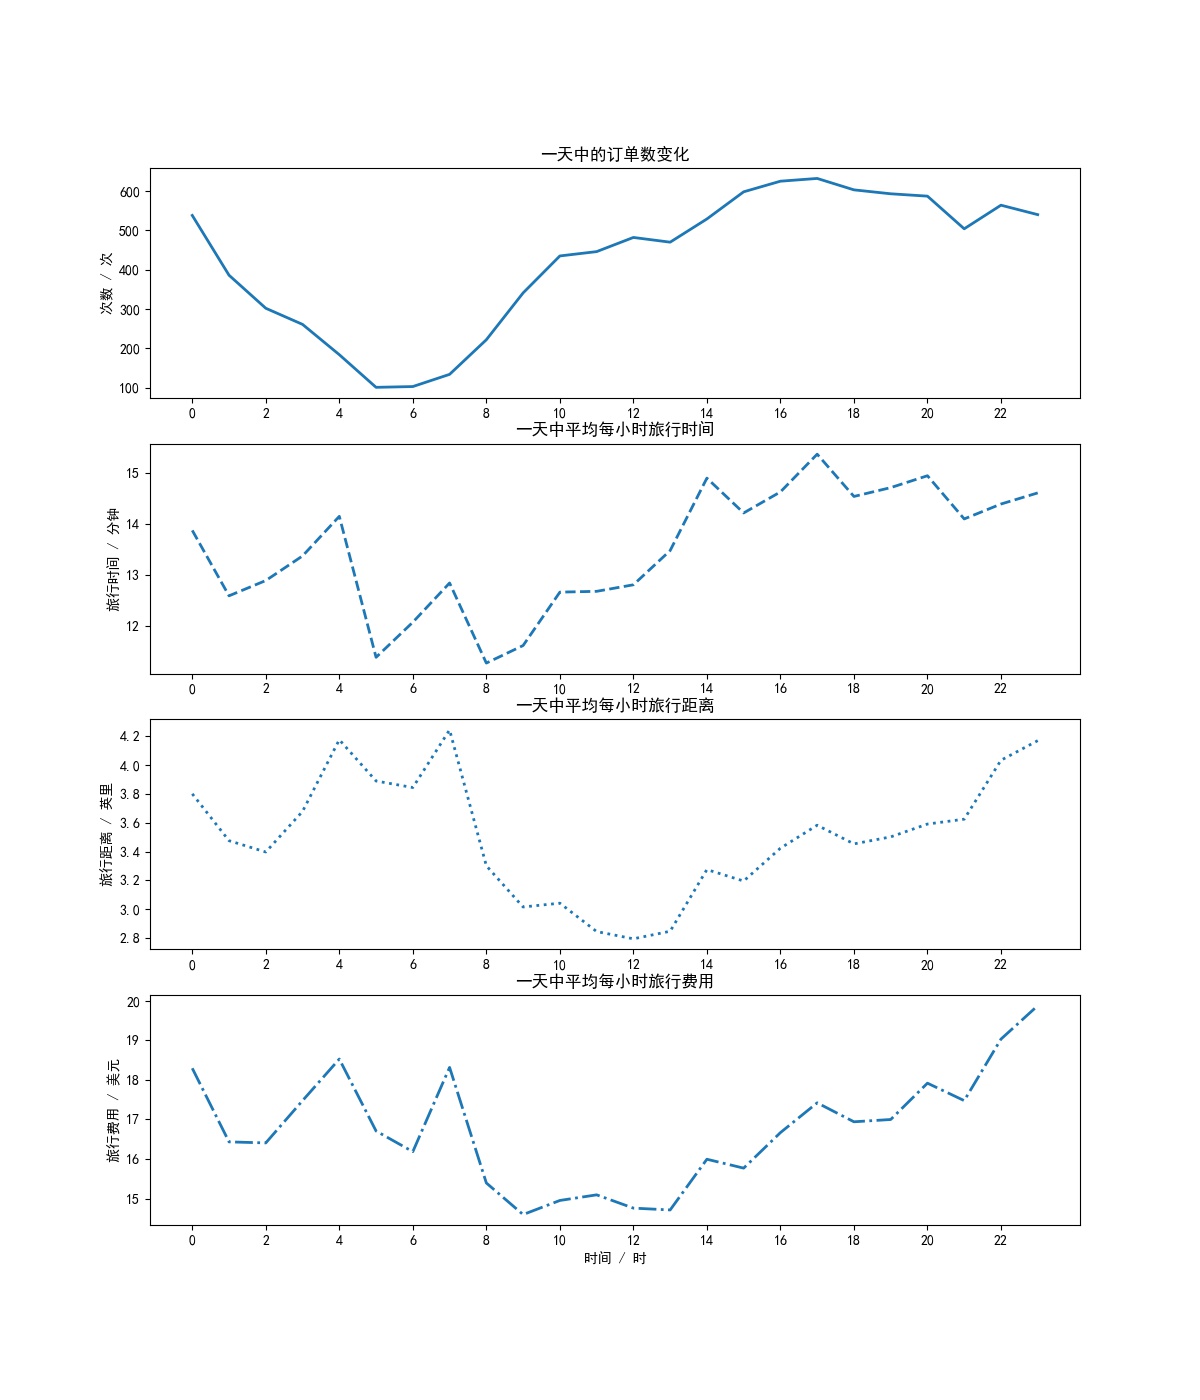 一天中的订单数变化
次数 / 次
600
500
400
300
200
100
0 2 4 6 8 10 12 14 16 18 20 22
一天中平均每小时旅行时间
旅行时间 / 分钟
15
14
13
12
0 2 4 6 8 10 12 14 16 18 20 22
一天中平均每小时旅行距离
旅行距离 / 英里
4.2
4.0
3.8
3.6
3.4
3.2
3.0
2.8
0 2 4 6 8 10 12 14 16 18 20 22
一天中平均每小时旅行费用
旅行费用 / 美元
20
19
18
17
16
15
0 2 4 6 8 10 12 14 16 18 20 22
时间 / 时